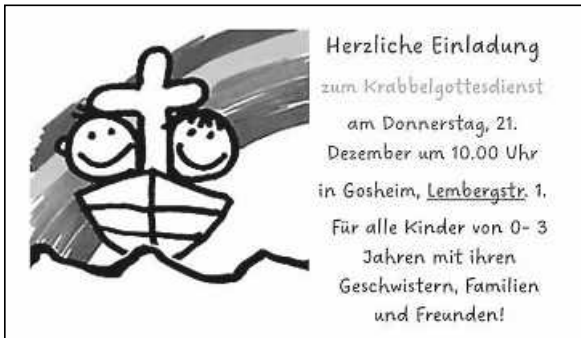 Herzliche Einladung
zum Krabbelgottesdienst
am Donnerstag, 21.
Dezember um 10.00 Uhr
in Gosheim, Lembergstr. 1.
Für alle Kinder von 0- 3
Jahren mit ihren
Geschwistern, Familien
und Freunden!